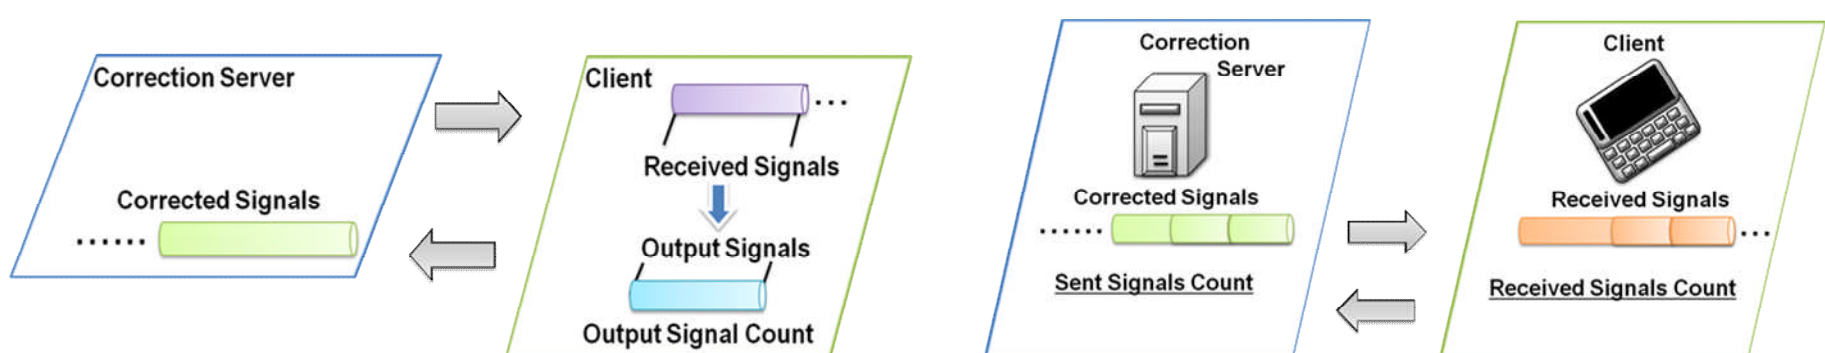 Correction Server
Corrected Signals
......
Client
...
Received Signals
Output Signals
Output Signal Count
Correction
Server
Corrected Signals
......
Sent Signals Count
Client
Received Signals
...
Received Signals Count